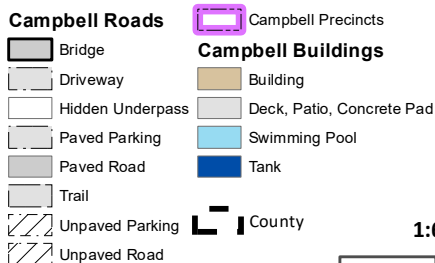 Campbell Roads
Bridge
Driveway
Hidden Underpass
Paved Parking
Paved Road
Trail
Unpaved Parking
Unpaved Road
Campbell Precincts
Campbell Buildings
Building
Deck, Patio, Concrete Pad
Swimming Pool
Tank
County